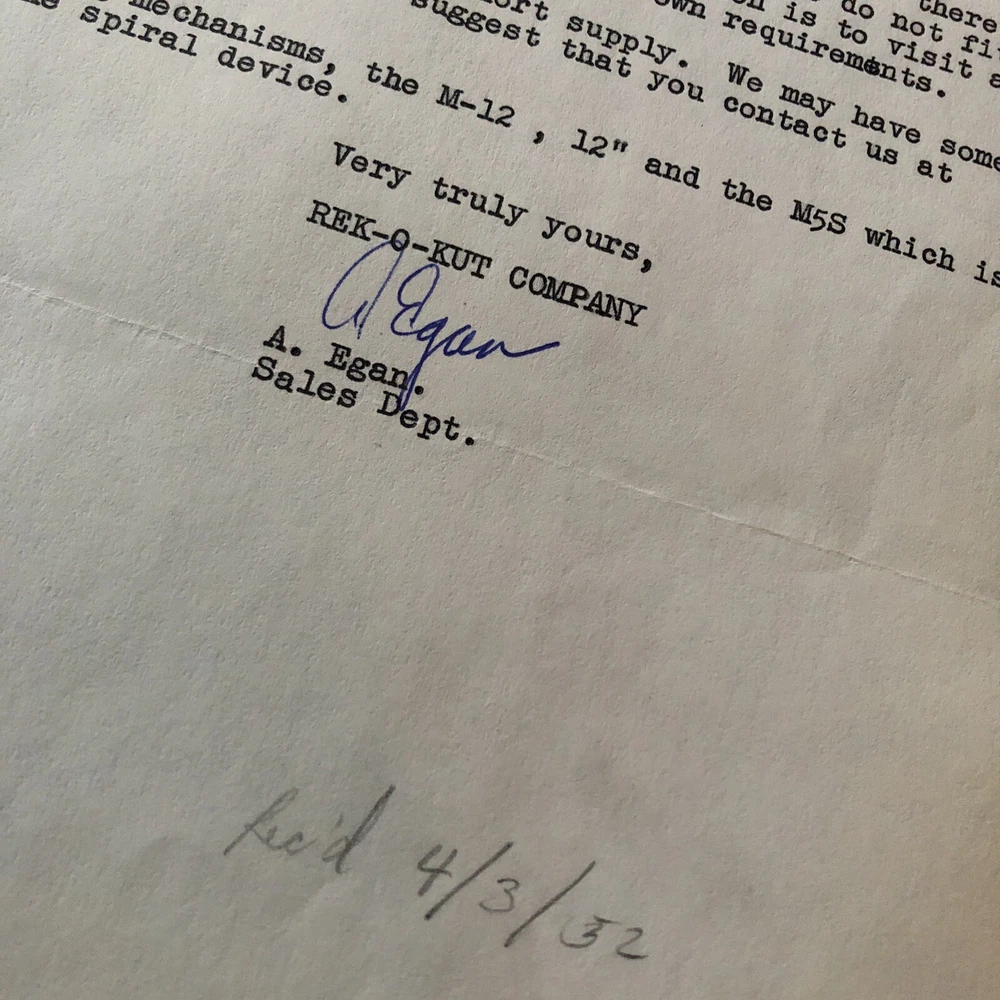 there
do not fi
is to visit a
own requirements.
ort supply. We may have some
suggest that you contact us at
mechanisms, the M-12 , 12" and the M5S which is
spiral device.
Very truly yours,
REK-O-KUT COMPANY
A Egan
A. Egan.
Sales Dept.
Rec'd 4/3/52